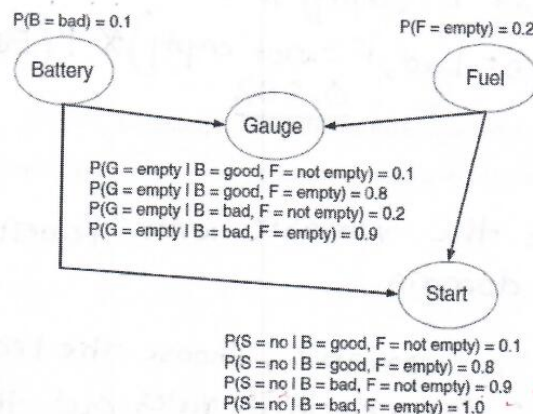 P(B = bad) = 0.1
P(F = empty) = 0.2
Battery
Fuel
Gauge
P(G = empty | B = good, F = not empty) = 0.1
P(G = empty | B = good, F = empty) = 0.8
P(G = empty | B = bad, F = not empty) = 0.2
P(G = empty | B = bad, F = empty) = 0.9
Start
P(S = no | B = good, F = not empty) = 0.1
P(S = no | B = good, F = empty) = 0.8
P(S = no | B = bad, F = not empty) = 0.9
P(S = no | B = bad, F = empty) = 1.0